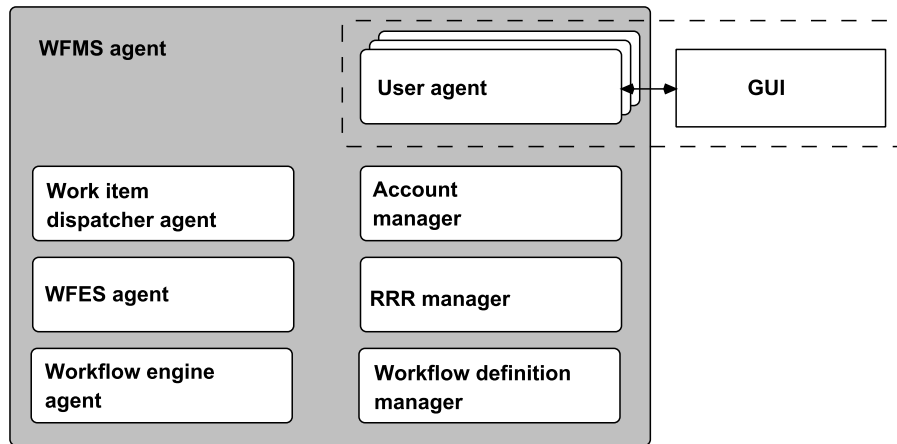 WFMS agent
User agent
GUI
Work item
dispatcher agent
Account
manager
WFES agent
RRR manager
Workflow engine
agent
Workflow definition
manager